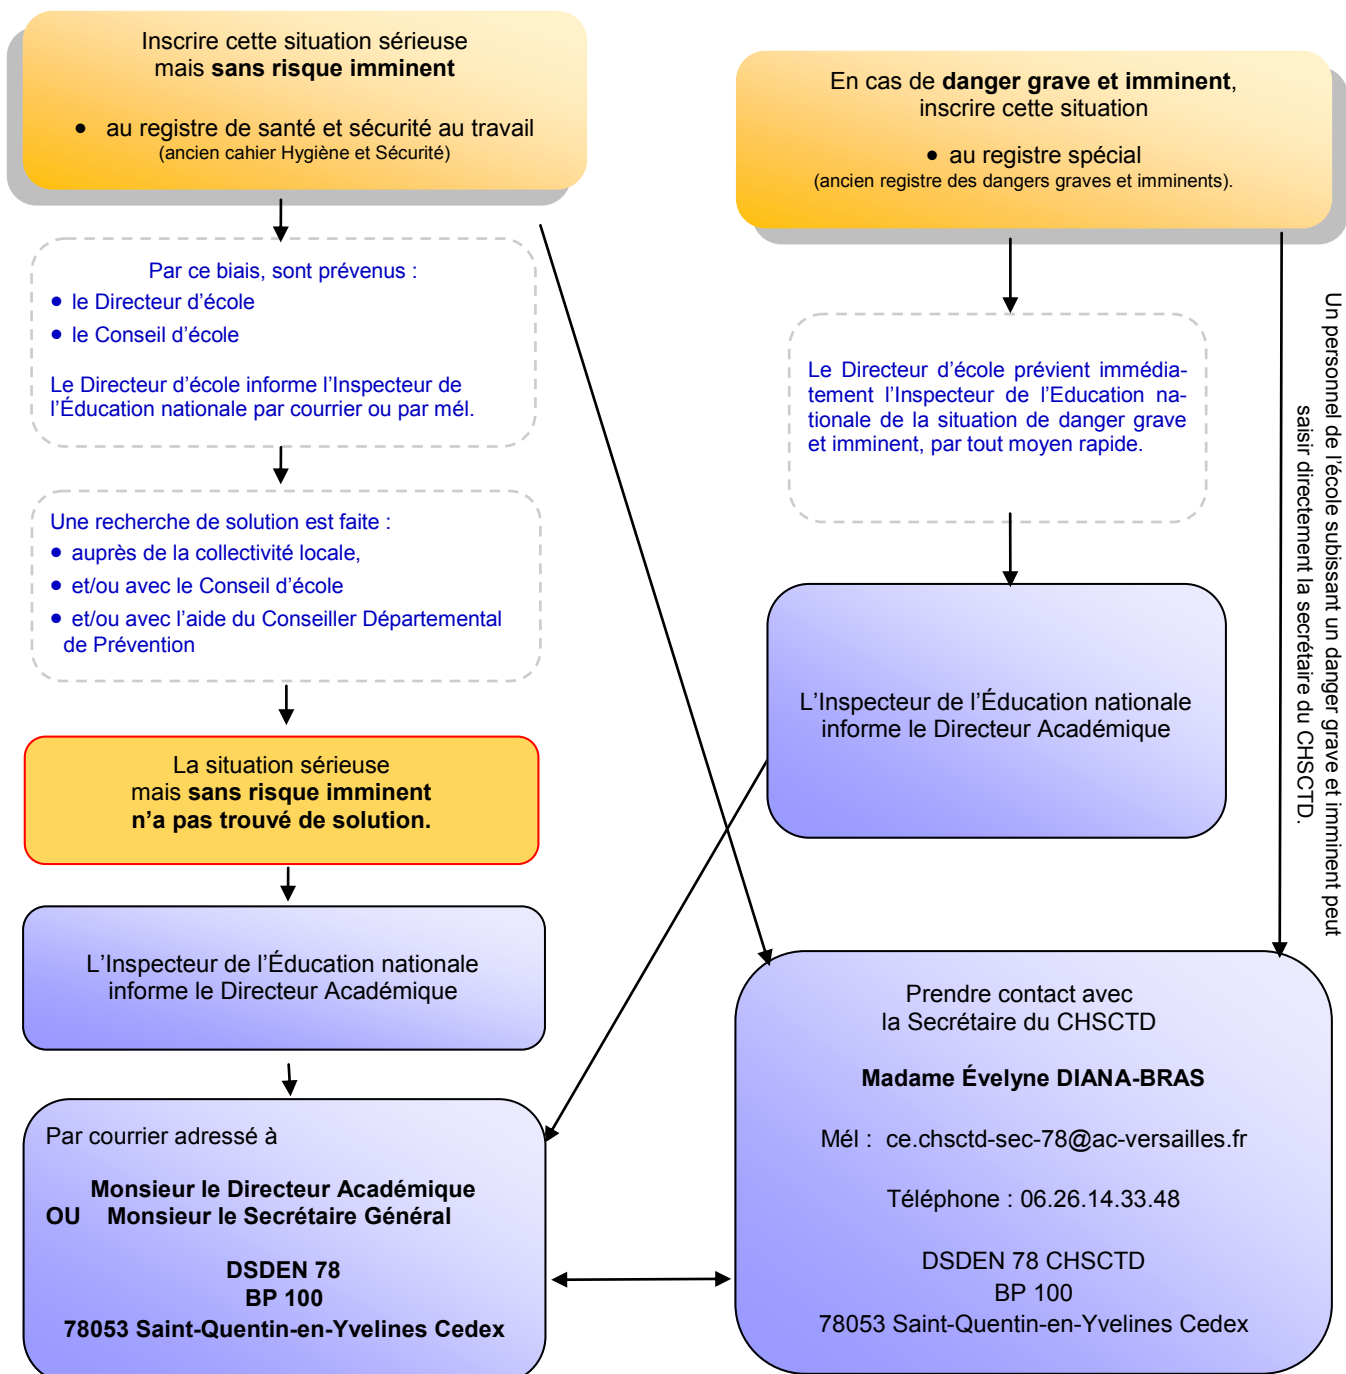 Inscrire cette situation sérieuse
mais sans risque imminent
• au registre de santé et sécurité au travail
(ancien cahier Hygiène et Sécurité)
En cas de danger grave et imminent,
inscrire cette situation
• au registre spécial
(ancien registre des dangers graves et imminents).
Par ce biais, sont prévenus :
• le Directeur d’école
• le Conseil d’école
Le Directeur d’école informe l’Inspecteur de
l’Éducation nationale par courrier ou par mél.
Le Directeur d’école prévient immédia-
tement l’Inspecteur de l’Education na-
tionale de la situation de danger grave
et imminent, par tout moyen rapide.
Un personnel de l’école subissant un danger grave et imminent peut
saisir directement la secrétaire du CHSCTD.
Une recherche de solution est faite :
• auprès de la collectivité locale,
• et/ou avec le Conseil d’école
• et/ou avec l’aide du Conseiller Départemental
de Prévention
L’Inspecteur de l’Éducation nationale
informe le Directeur Académique
La situation sérieuse
mais sans risque imminent
n’a pas trouvé de solution.
L’Inspecteur de l’Éducation nationale
informe le Directeur Académique
Par courrier adressé à
Monsieur le Directeur Académique
OU Monsieur le Secrétaire Général
DSDEN 78
BP 100
78053 Saint-Quentin-en-Yvelines Cedex
Prendre contact avec
la Secrétaire du CHSCTD
Madame Évelyne DIANA-BRAS
Mél : ce.chsctd-sec-78@ac-versailles.fr
Téléphone : 06.26.14.33.48
DSDEN 78 CHSCTD
BP 100
78053 Saint-Quentin-en-Yvelines Cedex